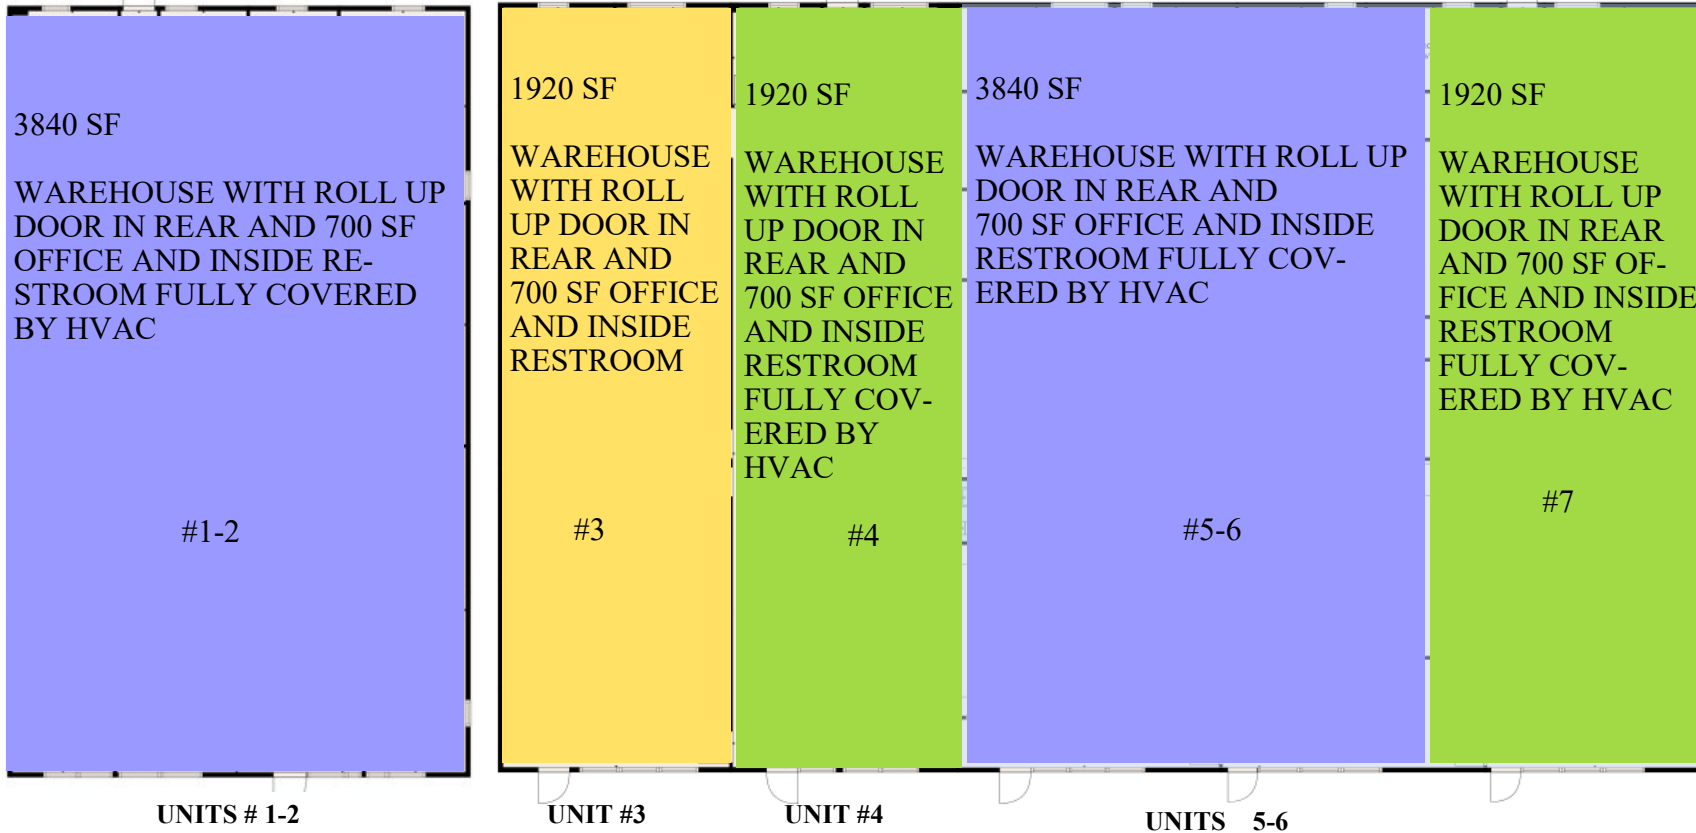 3840 SF
WAREHOUSE WITH ROLL UP
DOOR IN REAR AND 700 SF
OFFICE AND INSIDE RE-
STROOM FULLY COVERED
BY HVAC
#1-2
UNITS # 1-2
1920 SF
WAREHOUSE
WITH ROLL
UP DOOR IN
REAR AND
700 SF OFFICE
AND INSIDE
RESTROOM
#3
UNIT #3
1920 SF
WAREHOUSE
WITH ROLL
UP DOOR IN
REAR AND
700 SF OFFICE
AND INSIDE
RESTROOM
FULLY COV-
ERED BY
HVAC
#4
UNIT #4
3840 SF
WAREHOUSE WITH ROLL UP
DOOR IN REAR AND
700 SF OFFICE AND INSIDE
RESTROOM FULLY COV-
ERED BY HVAC
#5-6
UNITS 5-6
1920 SF
WAREHOUSE
WITH ROLL UP
DOOR IN REAR
AND 700 SF OF-
FICE AND INSIDE
RESTROOM
FULLY COV-
ERED BY HVAC
#7